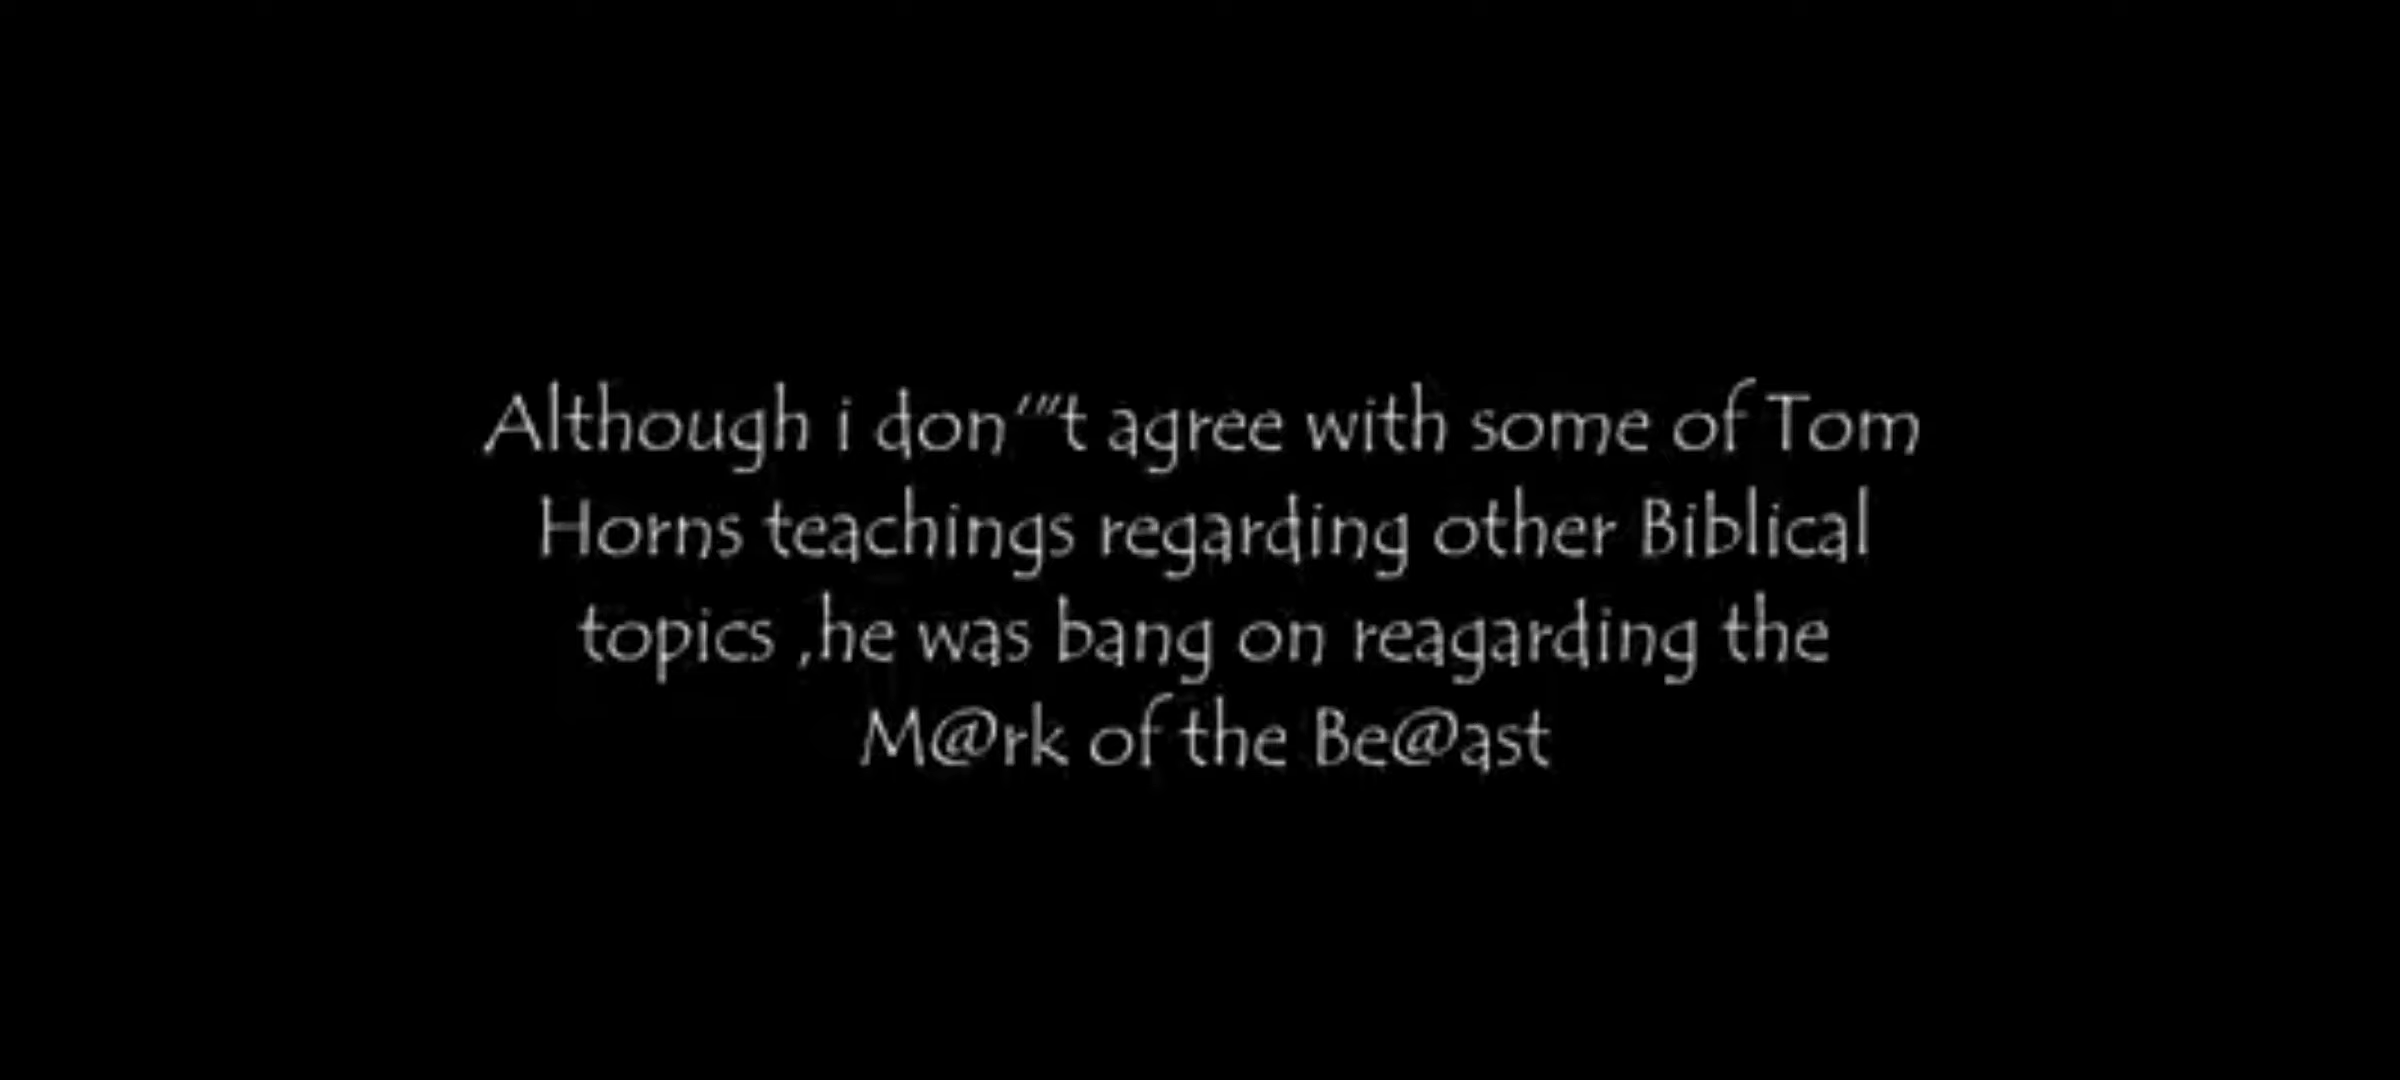 Although i don’”t agree with some of Tom
Horns teachings regarding other Biblical
topics ,he was bang on reagarding the
M@rk of the Be@ast